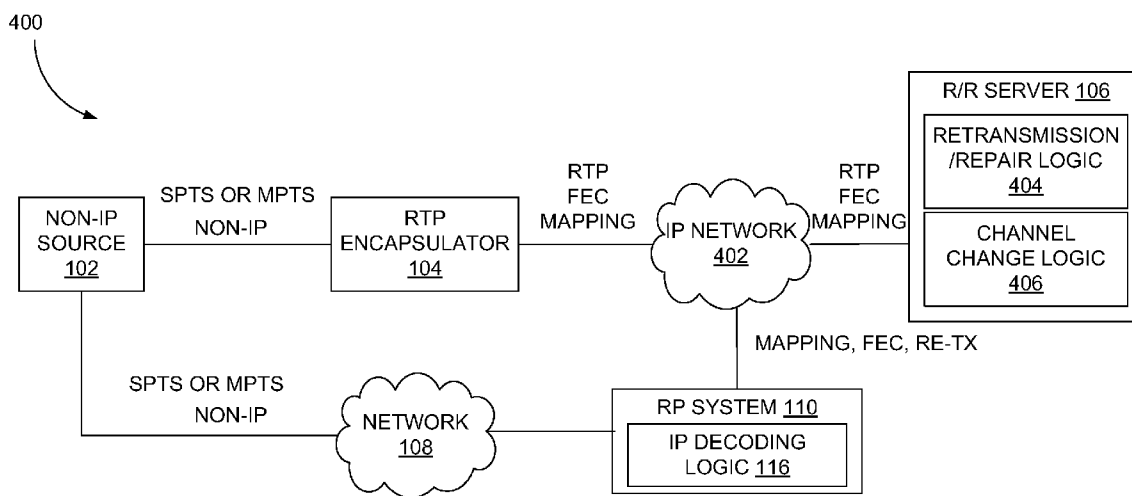 400
R/R SERVER 106
RETRANSMISSION
/REPAIR LOGIC
404
CHANNEL
CHANGE LOGIC
406
SPTS OR MPTS
NON-IP
RTP
FEC
MAPPING
RTP
FEC
MAPPING
NON-IP
SOURCE
102
RTP
ENCAPSULATOR
104
IP NETWORK
402
MAPPING, FEC, RE-TX
SPTS OR MPTS
NON-IP
NETWORK
108
RP SYSTEM 110
IP DECODING
LOGIC 116